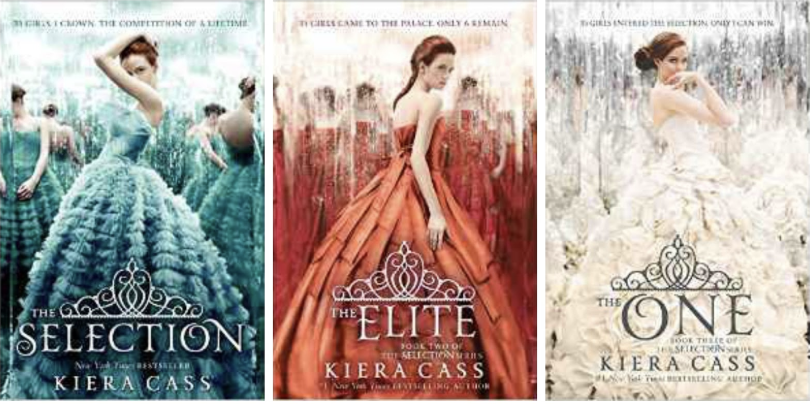 35 GIRLS. 1 CROWN. THE COMPETITION OF A LIFETIME.
THE
SELECTION
New York Times BESTSELLER
KIERA CASS
35 GIRLS CAME TO THE PALACE. ONLY 6 REMAIN.
THE
ELITE
BOOK TWO OF
THE SELECTION SERIES
KIERA CASS
#1 New York Times BESTSELLING AUTHOR
35 GIRLS ENTERED THE SELECTION. ONLY 1 CAN WIN.
THE
ONE
BOOK THREE OF
THE SELECTION SERIES
KIERA CASS
#1 New York Times BESTSELLING AUTHOR